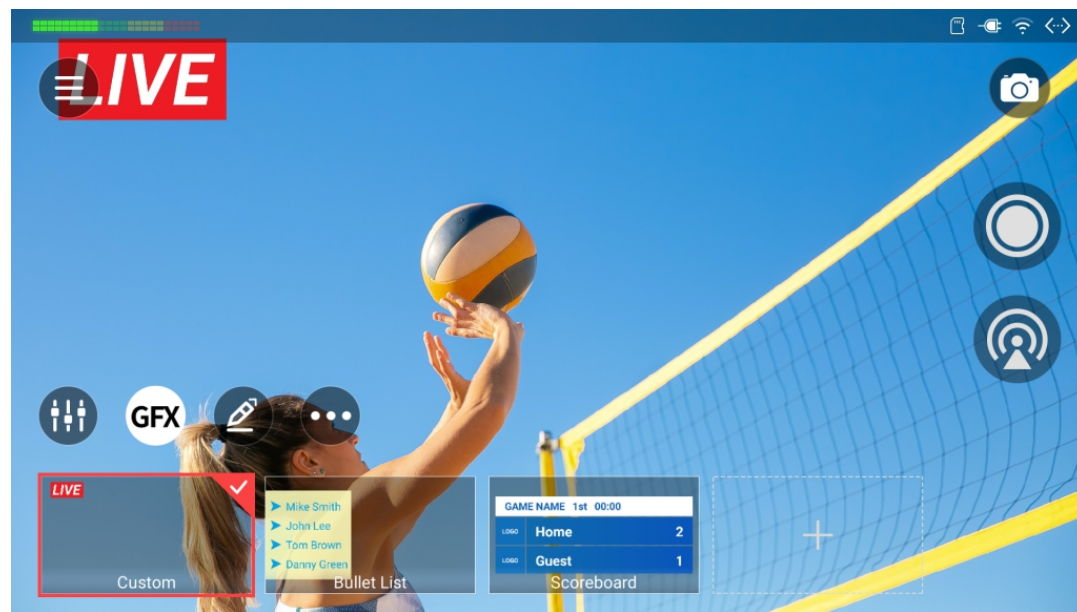 LIVE
GFX
LIVE
Custom
Mike Smith
John Lee
Tom Brown
Danny Green
Bullet List
GAME NAME 1st 00:00
LOGO Home 2
LOGO Guest 1
Scoreboard